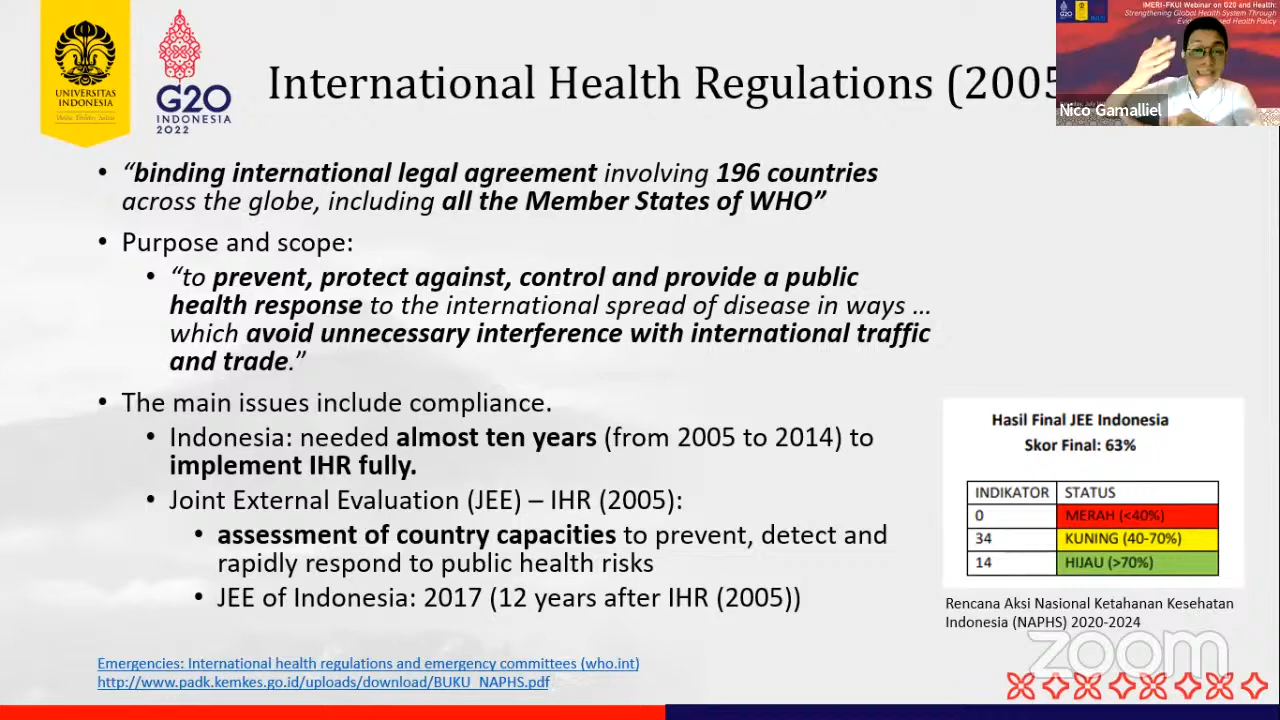 UNIVERSITAS
INDONESIA
G20
INDONESIA
2022
International Health Regulations (2005
IMERI-FKUI Webinar on G20 and Health:
Strengthening Global Health System Through
Health Policy
Nico Gamalliel
• “binding international legal agreement involving 196 countries
across the globe, including all the Member States of WHO”
• Purpose and scope:
• “to prevent, protect against, control and provide a public
health response to the international spread of disease in ways …
which avoid unnecessary interference with international traffic
and trade.”
• The main issues include compliance.
• Indonesia: needed almost ten years (from 2005 to 2014) to
implement IHR fully.
• Joint External Evaluation (JEE) – IHR (2005):
• assessment of country capacities to prevent, detect and
rapidly respond to public health risks
• JEE of Indonesia: 2017 (12 years after IHR (2005))
Hasil Final JEE Indonesia
Skor Final: 63%
INDIKATOR STATUS
0 MERAH (<40%)
34 KUNING (40-70%)
14 HIJAU (>70%)
Rencana Aksi Nasional Ketahanan Kesehatan
Indonesia (NAPHS) 2020-2024
zoom
Emergencies: International health regulations and emergency committees (who.int)
http://www.padk.kemkes.go.id/uploads/download/BUKU_NAPHS.pdf